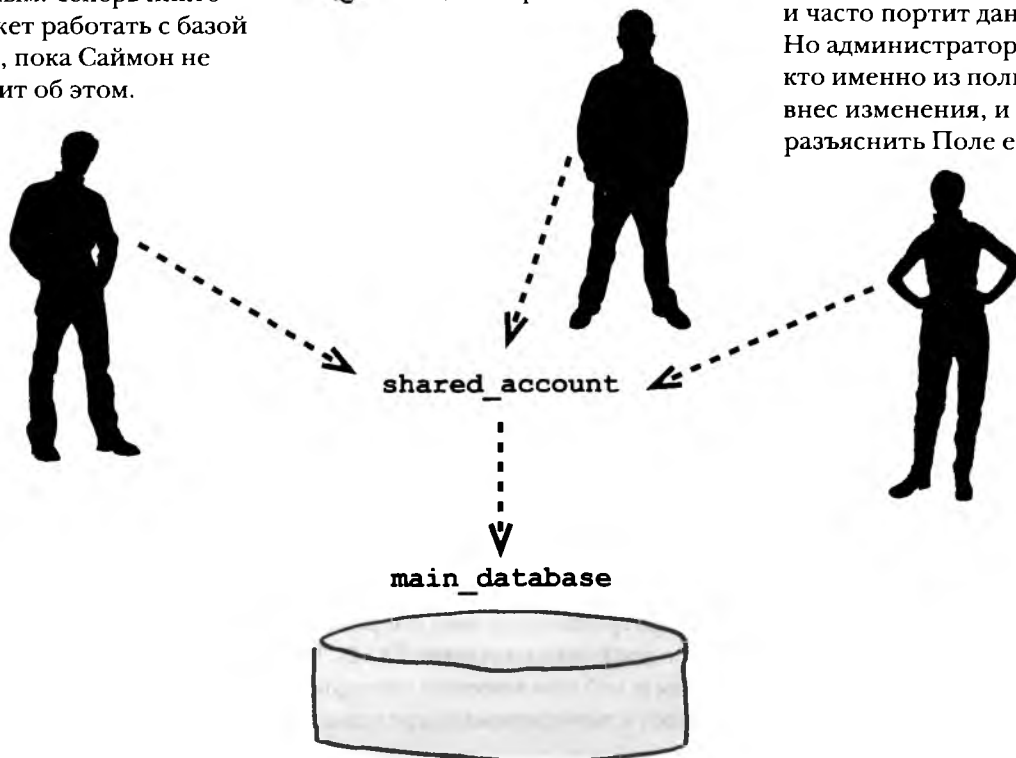 жет работать с базой
, пока Саймон не
ит об этом.
и часто портит дан
Но администратор
кто именно из поль
внес изменения, и
разъяснить Поле е
shared_account
main_database